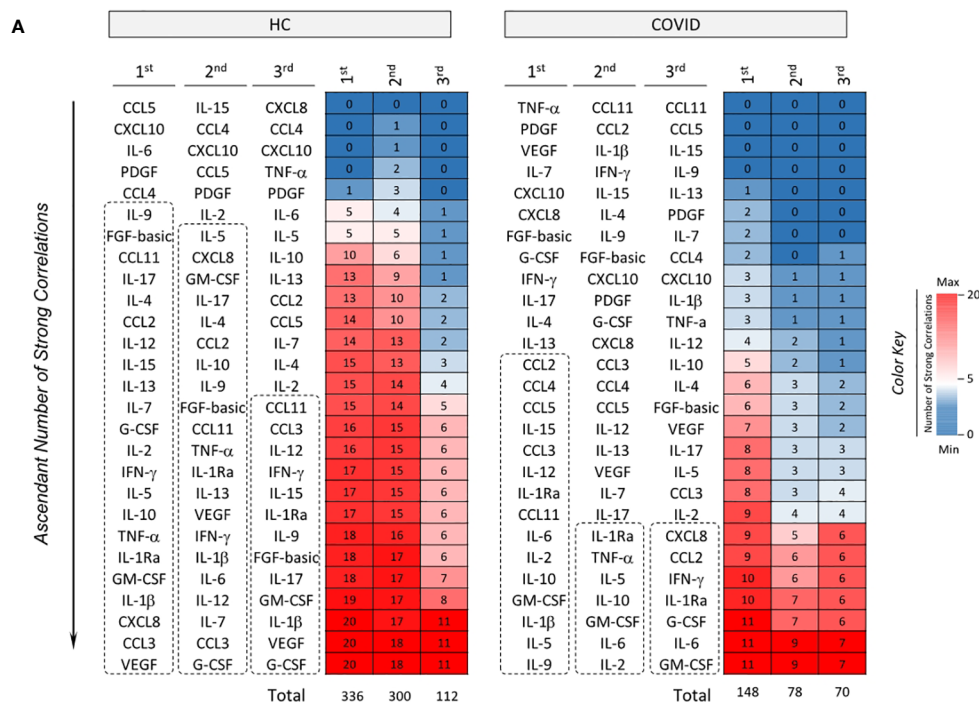 A
HC COVID
1st 2nd 3rd 1st 2nd 3rd 1st 2nd 3rd 1st 2nd 3rd
CCL5 IL-15 CXCL8 0 0 0 TNF-α CCL11 CCL11 0 0 0
CXCL10 CCL4 CCL4 0 1 0 PDGF CCL2 CCL5 0 0 0
IL-6 CXCL10 CXCL10 0 1 0 VEGF IL-1β IL-15 0 0 0
PDGF CCL5 TNF-α 0 2 0 IL-7 IFN-γ IL-9 0 0 0
CCL4 PDGF PDGF 1 3 0 CXCL10 IL-15 IL-13 1 0 0
IL-9 IL-2 IL-6 5 4 1 CXCL8 IL-4 PDGF 2 0 0
FGF-basic IL-5 IL-5 5 5 1 FGF-basic IL-9 IL-7 2 0 0
CCL11 CXCL8 IL-10 10 6 1 G-CSF FGF-basic CCL4 2 0 1
IL-17 GM-CSF IL-13 13 9 1 IFN-γ CXCL10 CXCL10 3 1 1
IL-4 IL-17 CCL2 13 10 2 IL-17 PDGF IL-1β 3 1 1
CCL2 IL-4 CCL5 14 10 2 IL-4 G-CSF TNF-a 3 1 1
IL-12 CCL2 IL-7 14 13 2 IL-13 CXCL8 IL-12 4 2 1
IL-15 IL-10 IL-4 15 13 3 CCL2 CCL3 IL-10 5 2 1
IL-13 IL-9 IL-2 15 14 4 CCL4 CCL4 IL-4 6 3 2
IL-7 FGF-basic CCL11 15 14 5 CCL5 CCL5 FGF-basic 6 3 2
G-CSF CCL11 CCL3 16 15 6 IL-15 IL-12 VEGF 7 3 2
IL-2 TNF-α IL-12 16 15 6 CCL3 IL-13 IL-17 8 3 3
IFN-γ IL-1Ra IFN-γ 17 15 6 IL-12 VEGF IL-5 8 3 3
IL-5 IL-13 IL-15 17 15 6 IL-1Ra IL-7 CCL3 8 3 4
IL-10 VEGF IL-1Ra 17 15 6 CCL11 IL-17 IL-2 9 4 4
TNF-α IFN-γ IL-9 18 16 6 IL-6 IL-1Ra CXCL8 9 5 6
IL-1Ra IL-1β FGF-basic 18 17 6 IL-2 TNF-α CCL2 9 6 6
GM-CSF IL-6 IL-17 18 17 7 IL-10 IL-5 IFN-γ 10 6 6
IL-1β IL-12 GM-CSF 19 17 8 GM-CSF IL-10 IL-1Ra 10 7 6
CXCL8 IL-7 IL-1β 20 17 11 IL-1β GM-CSF G-CSF 11 7 6
CCL3 CCL3 VEGF 20 18 11 IL-5 IL-6 IL-6 11 9 7
VEGF G-CSF G-CSF 20 18 11 IL-9 IL-2 GM-CSF 11 9 7
Total 336 300 112 Total 148 78 70
Ascendant Number of Strong Correlations
Color Key
Number of Strong Correlations
Max
20
5
0
Min